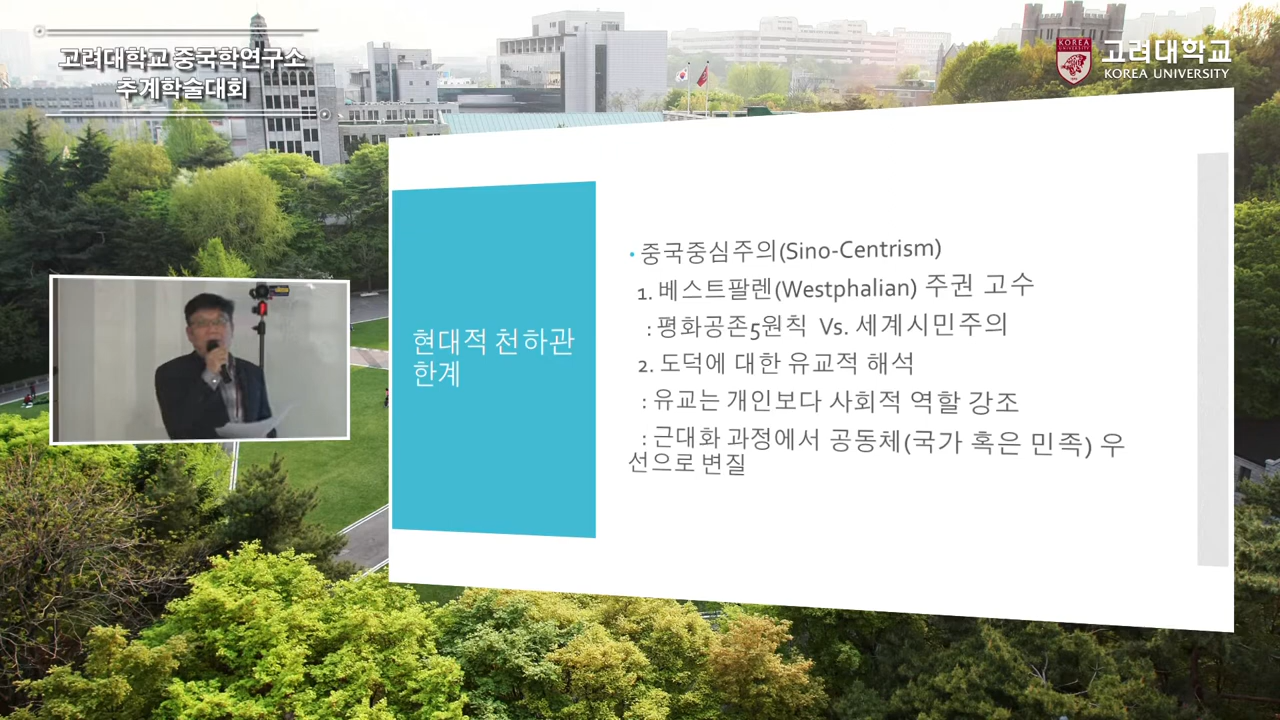 고려대학교 중국학연구소
추계학술대회
고려대학교
KOREA UNIVERSITY
KOREA
UNIVERSITY
현대적 천하관
한계
• 중국중심주의(Sino-Centrism)
1. 베스트팔렌(Westphalian) 주권 고수
: 평화공존5원칙 Vs. 세계시민주의
2. 도덕에 대한 유교적 해석
: 유교는 개인보다 사회적 역할 강조
: 근대화 과정에서 공동체(국가 혹은 민족) 우
선으로 변질